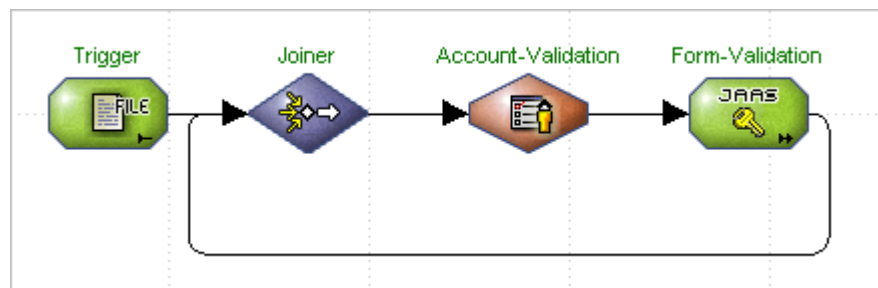 Trigger
Joiner
Account-Validation
Form-Validation
FILE
JAAS